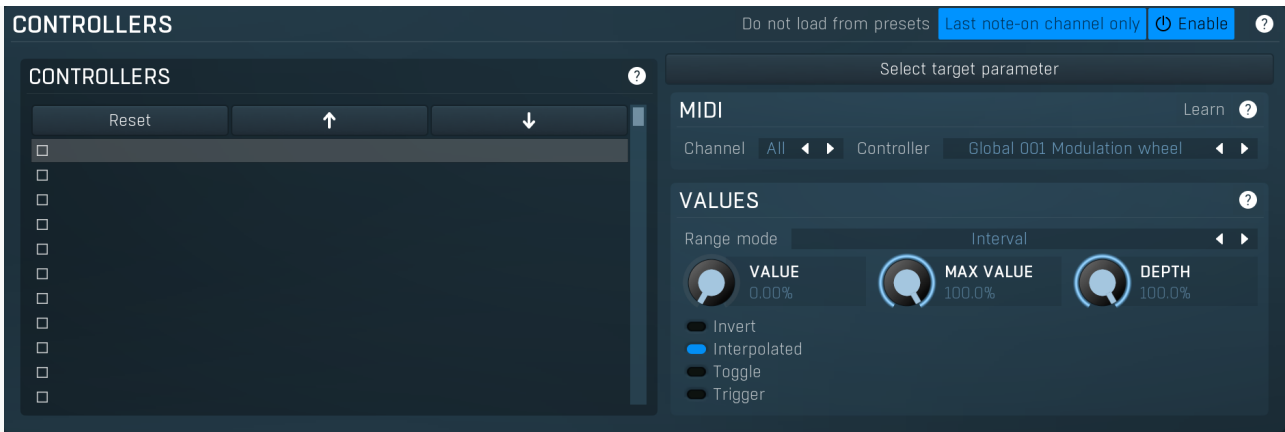 CONTROLLERS
Do not load from presets Last note-on channel only Enable ?
CONTROLLERS ?
Reset
Select target parameter
MIDI Learn ?
Channel All Controller Global 001 Modulation wheel
VALUES ?
Range mode Interval
VALUE
0.00%
MAX VALUE
100.0%
DEPTH
100.0%
Invert
Interpolated
Toggle
Trigger